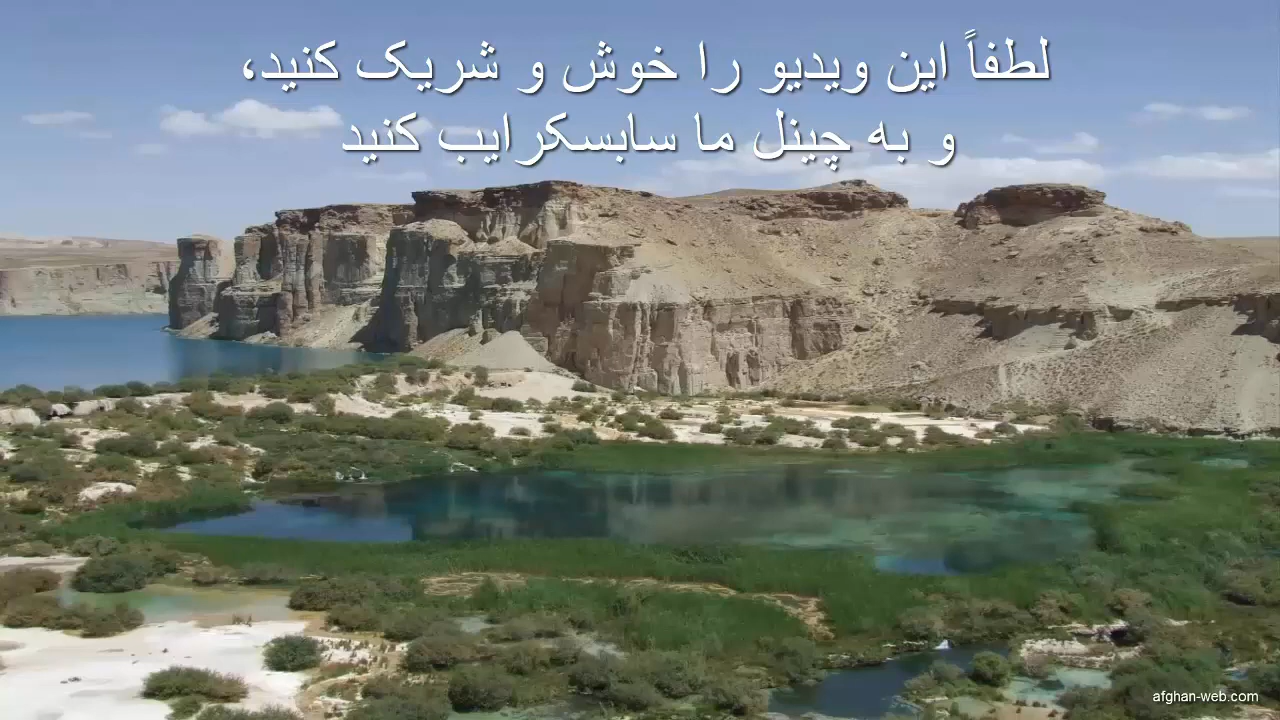 لطفاً این ویدیو را خوش و شریک کنید،
و به چینل ما سابسکرایب کنید
afghan-web.com